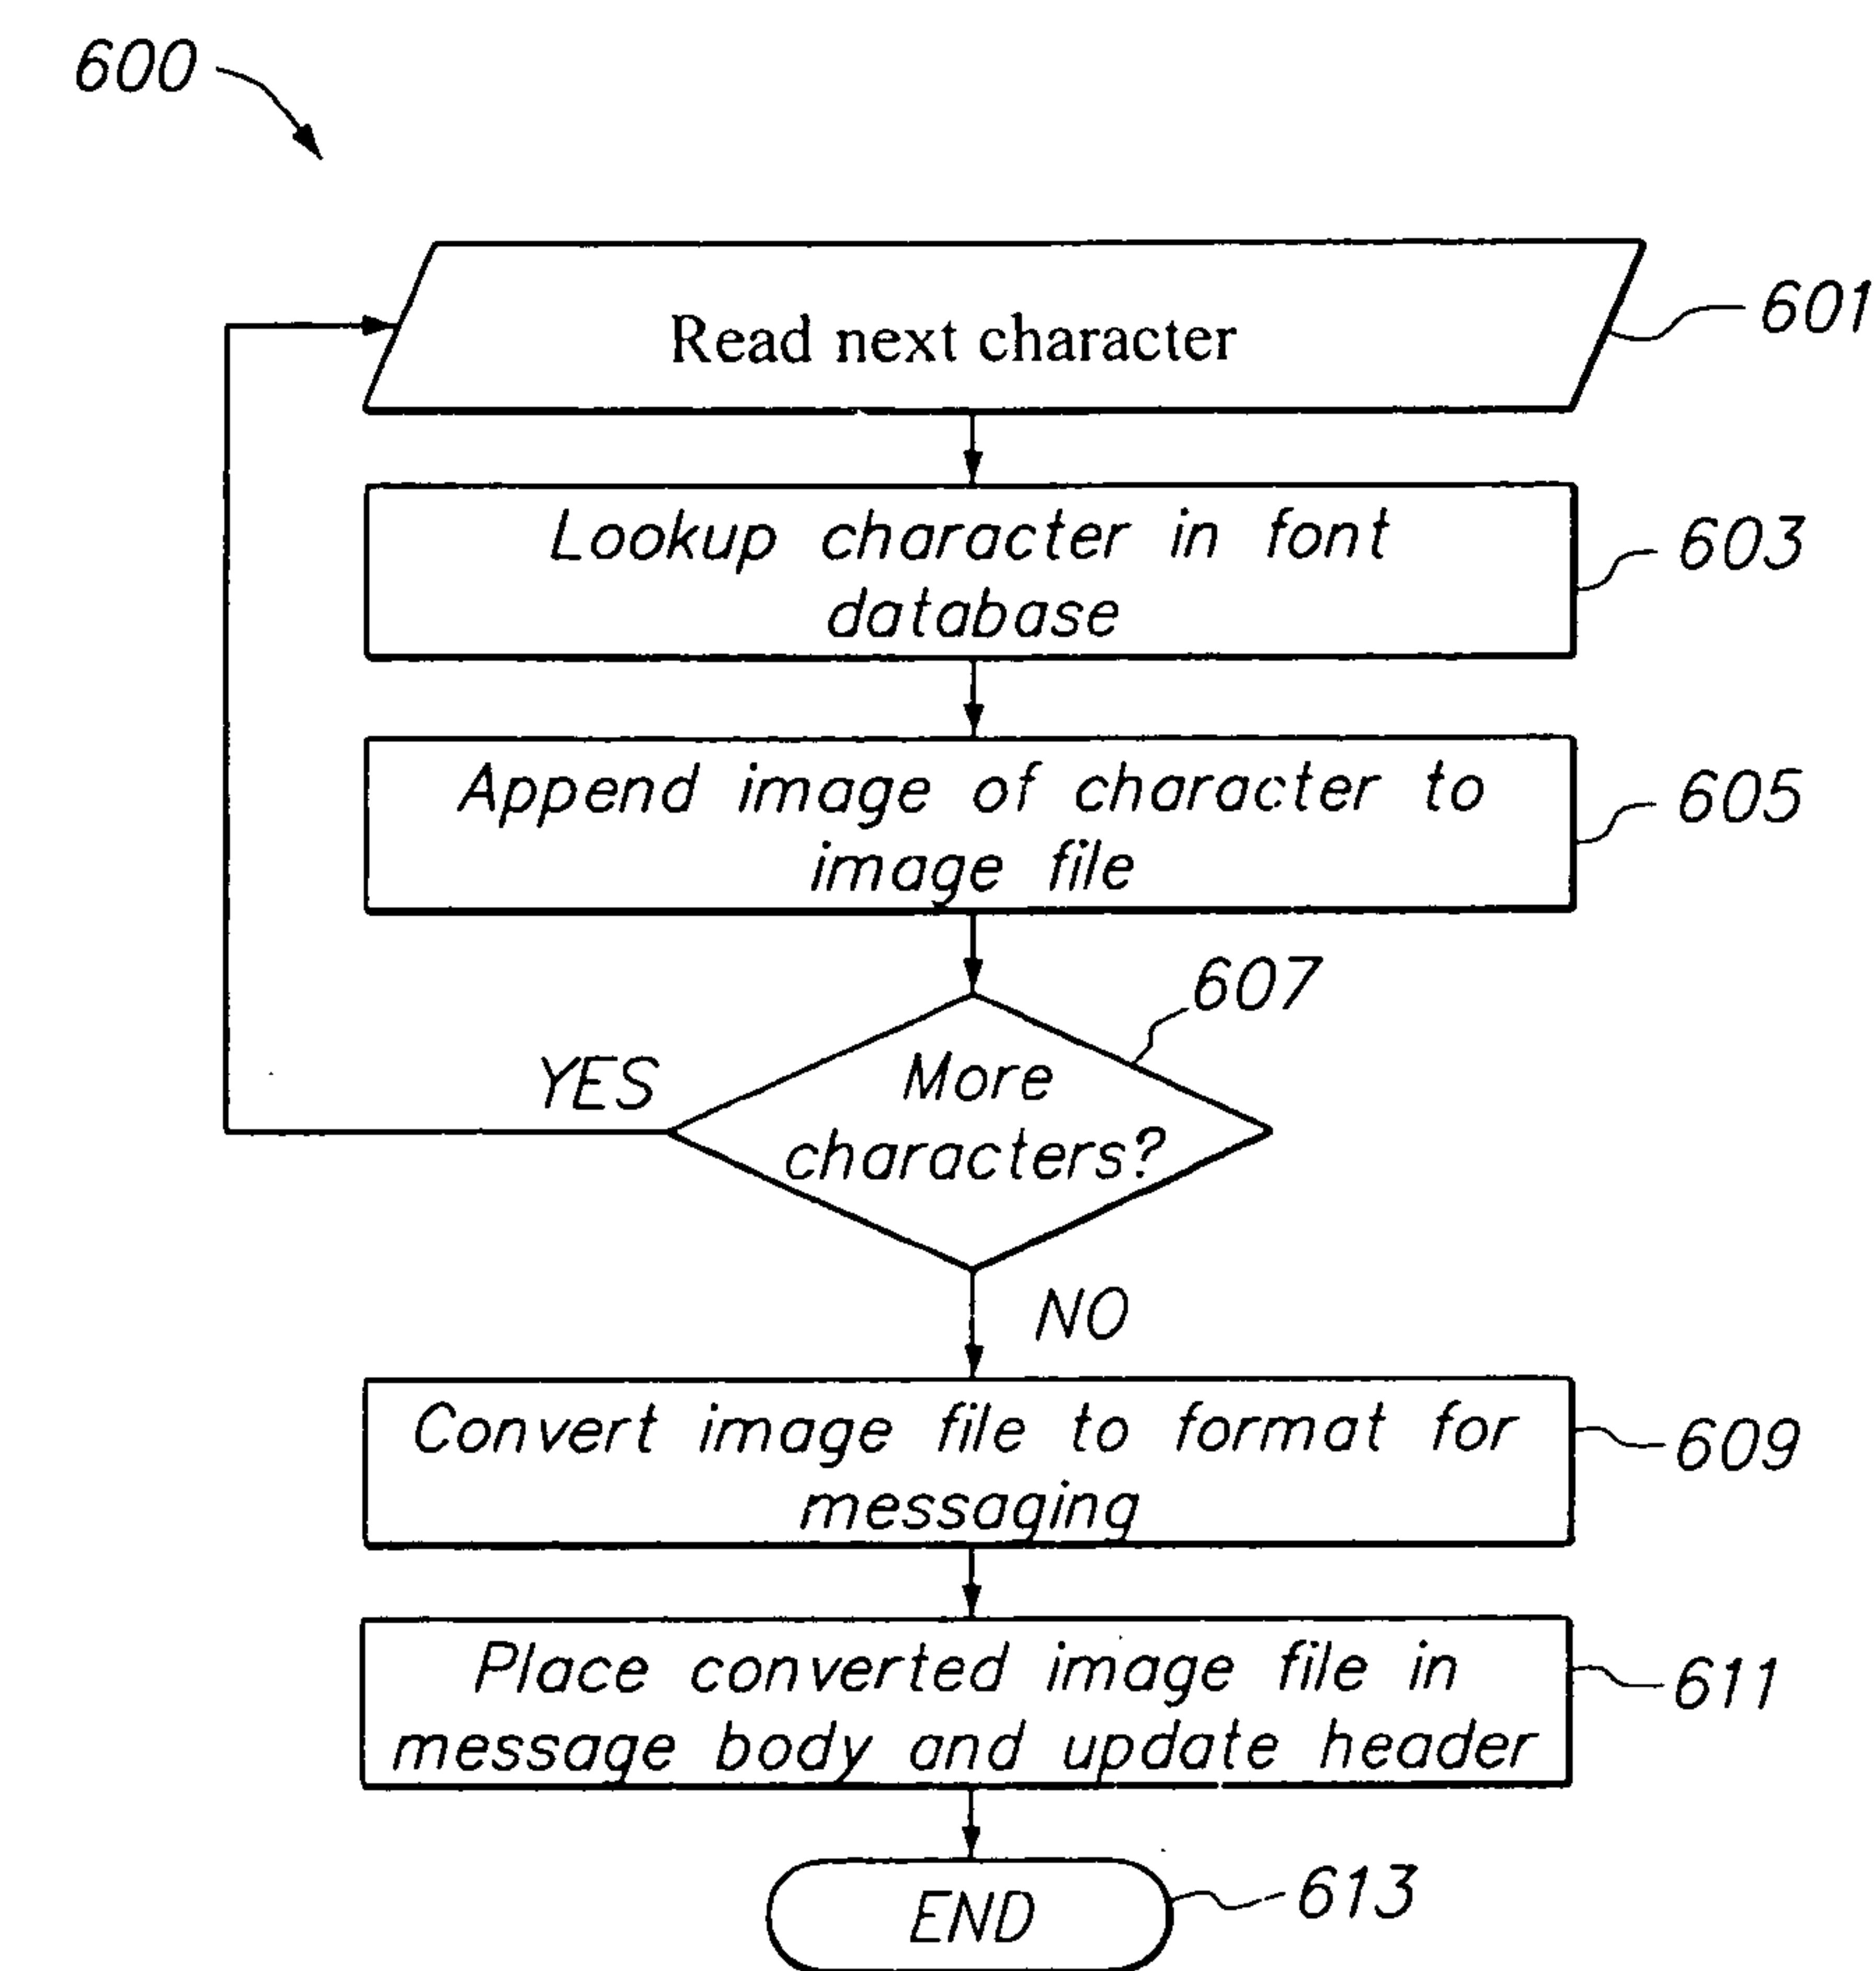 600
Read next character
601
Lookup character in font
database
603
Append image of character to
image file
605
607
More
characters?
YES
NO
Convert image file to format for
messaging
609
Place converted image file in
message body and update header
611
END
613